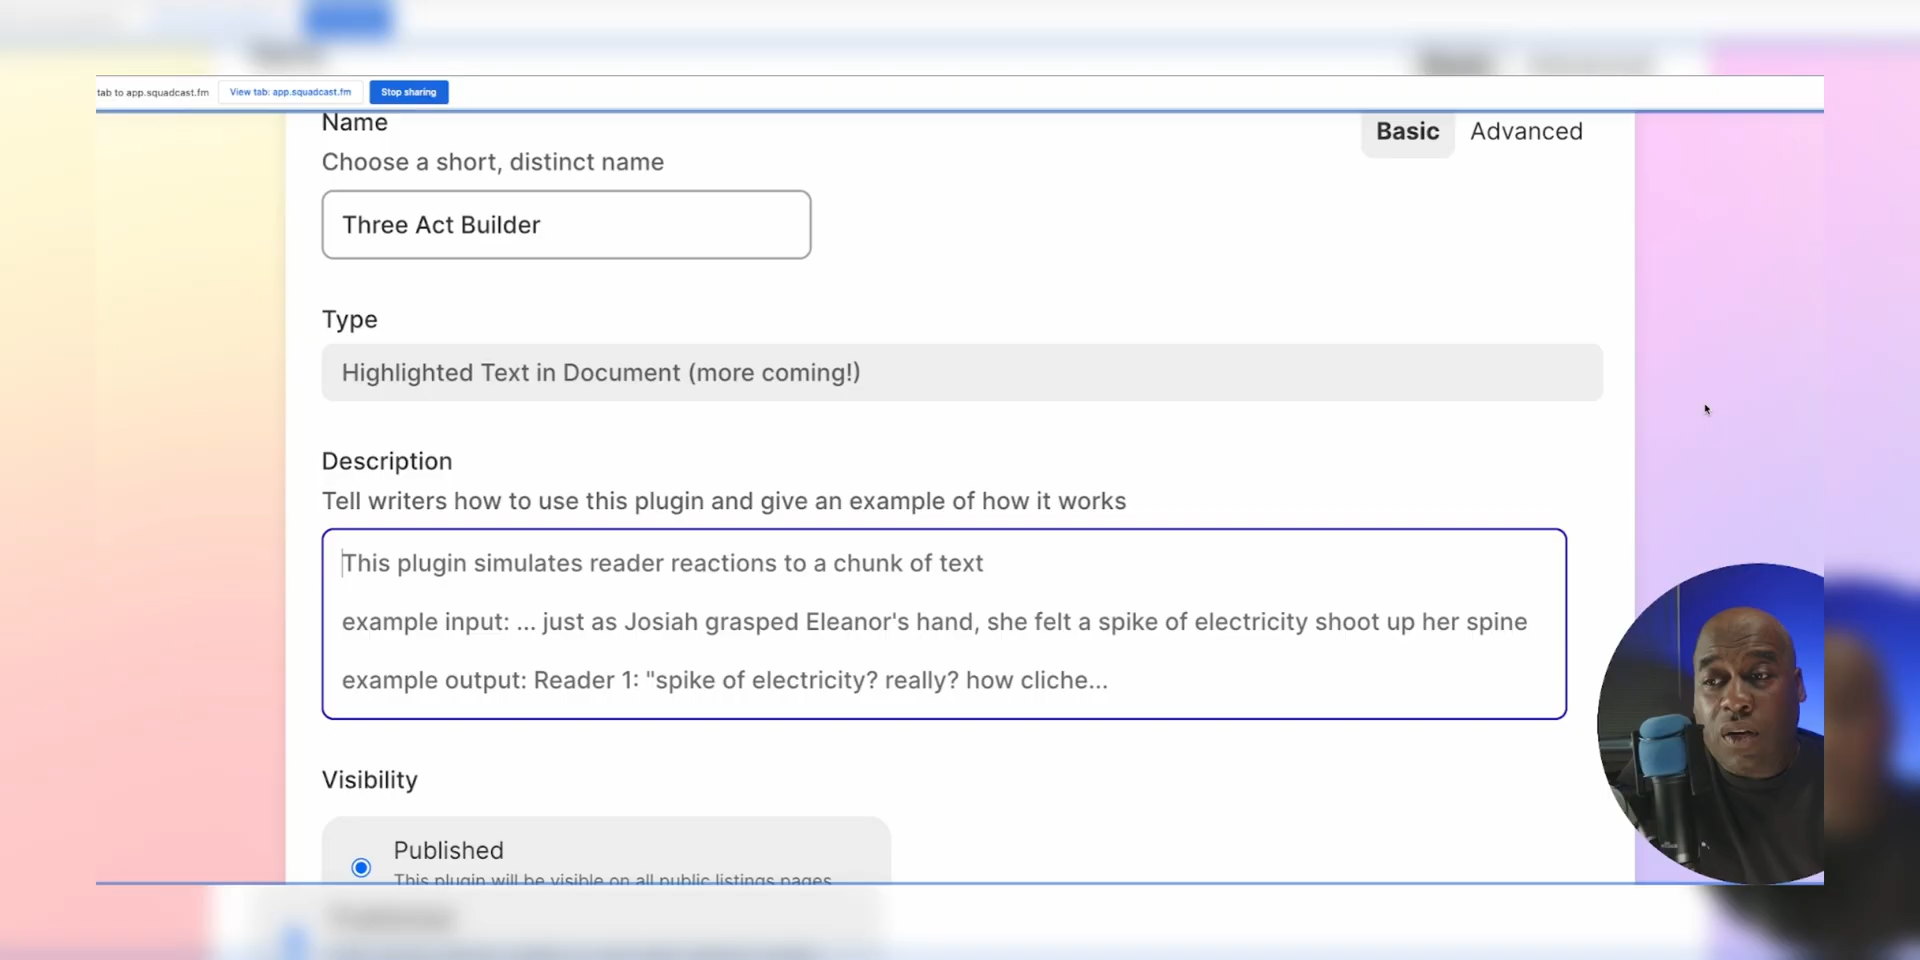 tab to app.squadcast.fm View tab: app.squadcast.fm Stop sharing
Name
Basic Advanced
Choose a short, distinct name
Three Act Builder
Type
Highlighted Text in Document (more coming!)
Description
Tell writers how to use this plugin and give an example of how it works
This plugin simulates reader reactions to a chunk of text
example input: ... just as Josiah grasped Eleanor's hand, she felt a spike of electricity shoot up her spine
example output: Reader 1: "spike of electricity? really? how cliche...
Visibility
Published
This plugin will be visible on all public listings pages